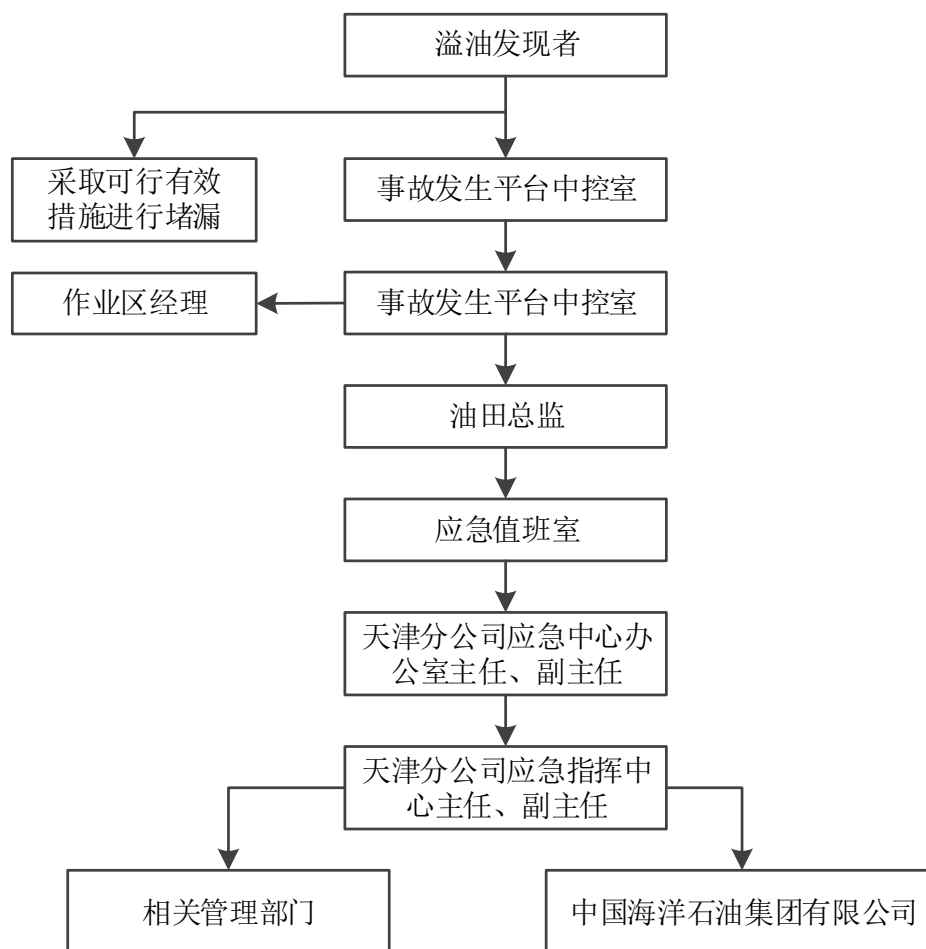 溢油发现者
采取可行有效
措施进行堵漏
事故发生平台中控室
作业区经理
事故发生平台中控室
油田总监
应急值班室
天津分公司应急中心办
公室主任、副主任
天津分公司应急指挥中
心主任、副主任
相关管理部门
中国海洋石油集团有限公司